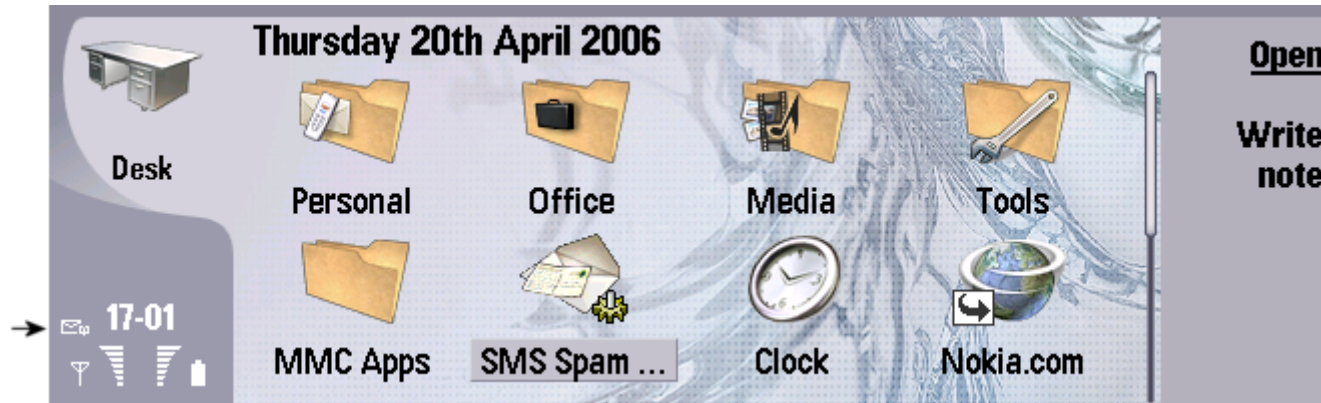 Thursday 20th April 2006
Open
Desk
Write
note
Personal
Office
Media
Tools
17-01
MMC Apps
SMS Spam ...
Clock
Nokia.com